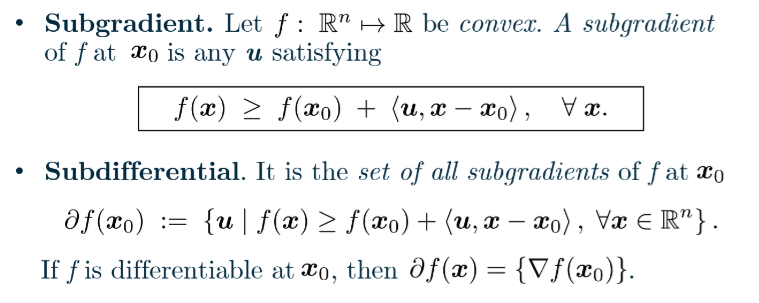 • Subgradient. Let f : ℝⁿ ↦ ℝ be convex. A subgradient
of f at x₀ is any u satisfying
f(x) ≥ f(x₀) + ⟨u, x − x₀⟩, ∀ x.
• Subdifferential. It is the set of all subgradients of f at x₀
∂f(x₀) := {u | f(x) ≥ f(x₀) + ⟨u, x − x₀⟩, ∀x ∈ ℝⁿ}.
If f is differentiable at x₀, then ∂f(x) = {∇f(x₀)}.